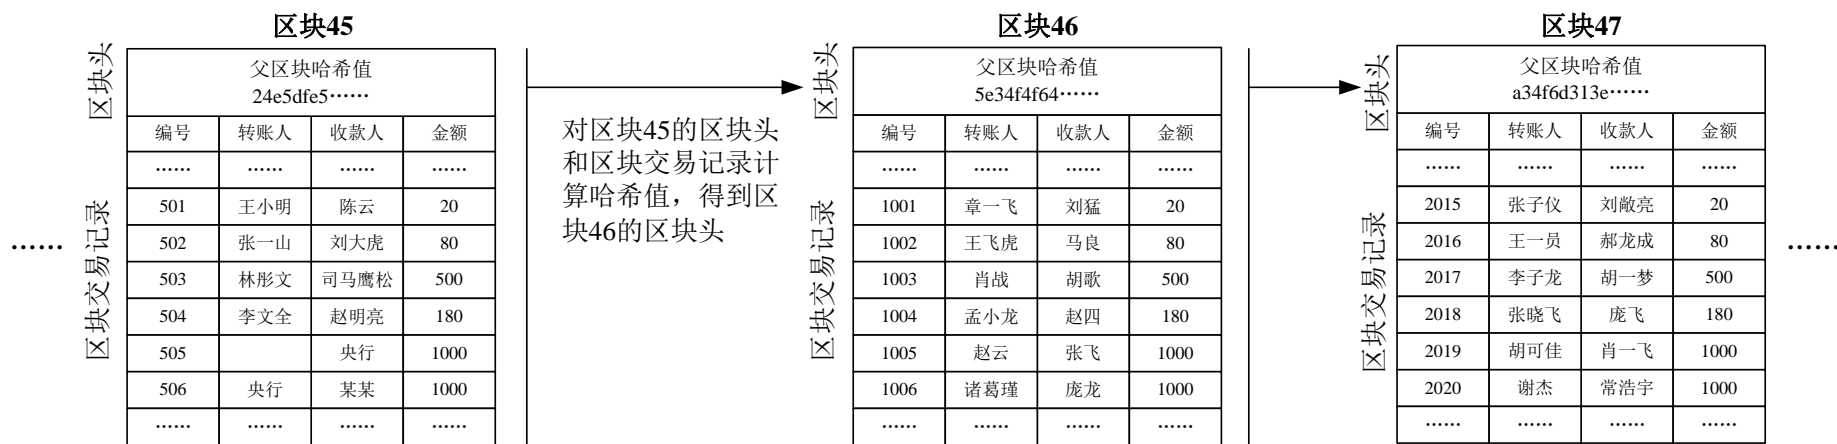 区块45
区块头
父区块哈希值
24e5dfe5……
区块交易记录
编号 转账人 收款人 金额
…… …… …… ……
501 王小明 陈云 20
502 张一山 刘大虎 80
503 林彤文 司马鹰松 500
504 李文全 赵明亮 180
505 央行 1000
506 央行 某某 1000
…… …… …… ……
……
对区块45的区块头
和区块交易记录计
算哈希值，得到区
块46的区块头
区块46
区块头
父区块哈希值
5e34f4f64……
区块交易记录
编号 转账人 收款人 金额
…… …… …… ……
1001 章一飞 刘猛 20
1002 王飞虎 马良 80
1003 肖战 胡歌 500
1004 孟小龙 赵四 180
1005 赵云 张飞 1000
1006 诸葛瑾 庞龙 1000
…… …… …… ……
区块47
区块头
父区块哈希值
a34f6d313e……
区块交易记录
编号 转账人 收款人 金额
…… …… …… ……
2015 张子仪 刘敞亮 20
2016 王一员 郝龙成 80
2017 李子龙 胡一梦 500
2018 张晓飞 庞飞 180
2019 胡可佳 肖一飞 1000
2020 谢杰 常浩宇 1000
…… …… …… ……
……